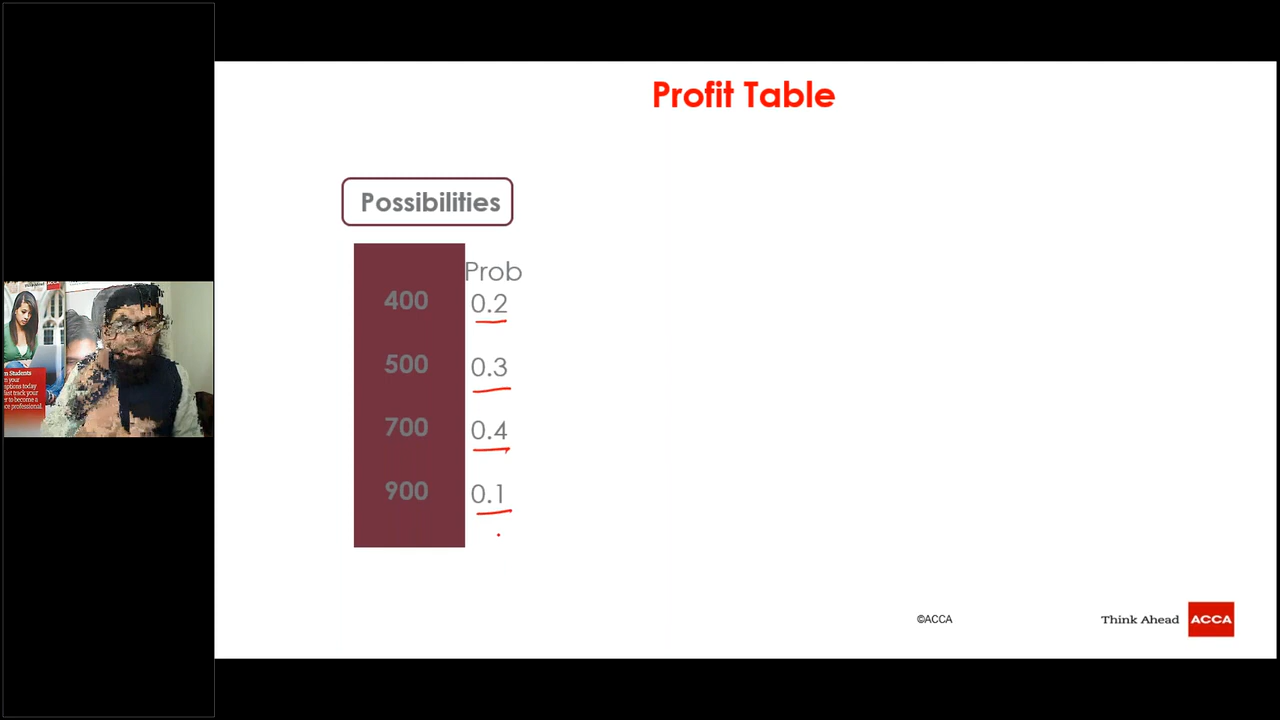 Profit Table
Possibilities
Prob
400 0.2
500 0.3
700 0.4
900 0.1
©ACCA
Think Ahead ACCA
m Students